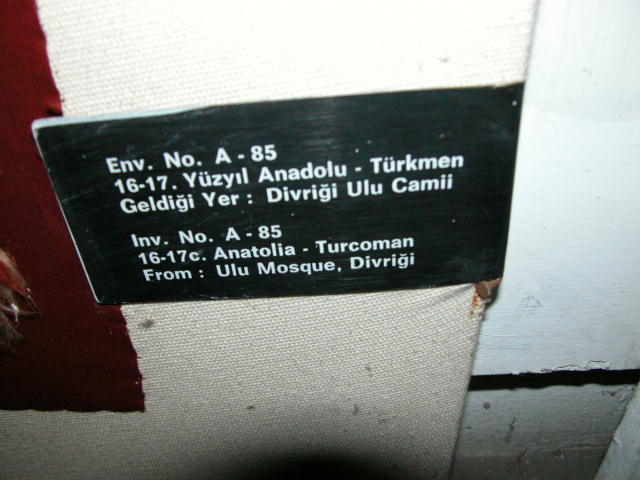 Env. No. A - 85
16-17. Yüzyıl Anadolu - Türkmen
Geldiği Yer : Divriği Ulu Camii
Inv. No. A - 85
16-17c. Anatolia - Turcoman
From : Ulu Mosque, Divriği